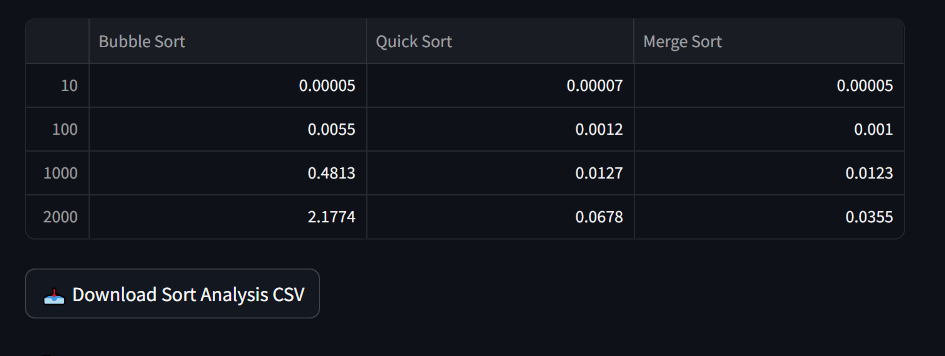 Bubble Sort Quick Sort Merge Sort
10 0.00005 0.00007 0.00005
100 0.0055 0.0012 0.001
1000 0.4813 0.0127 0.0123
2000 2.1774 0.0678 0.0355
Download Sort Analysis CSV